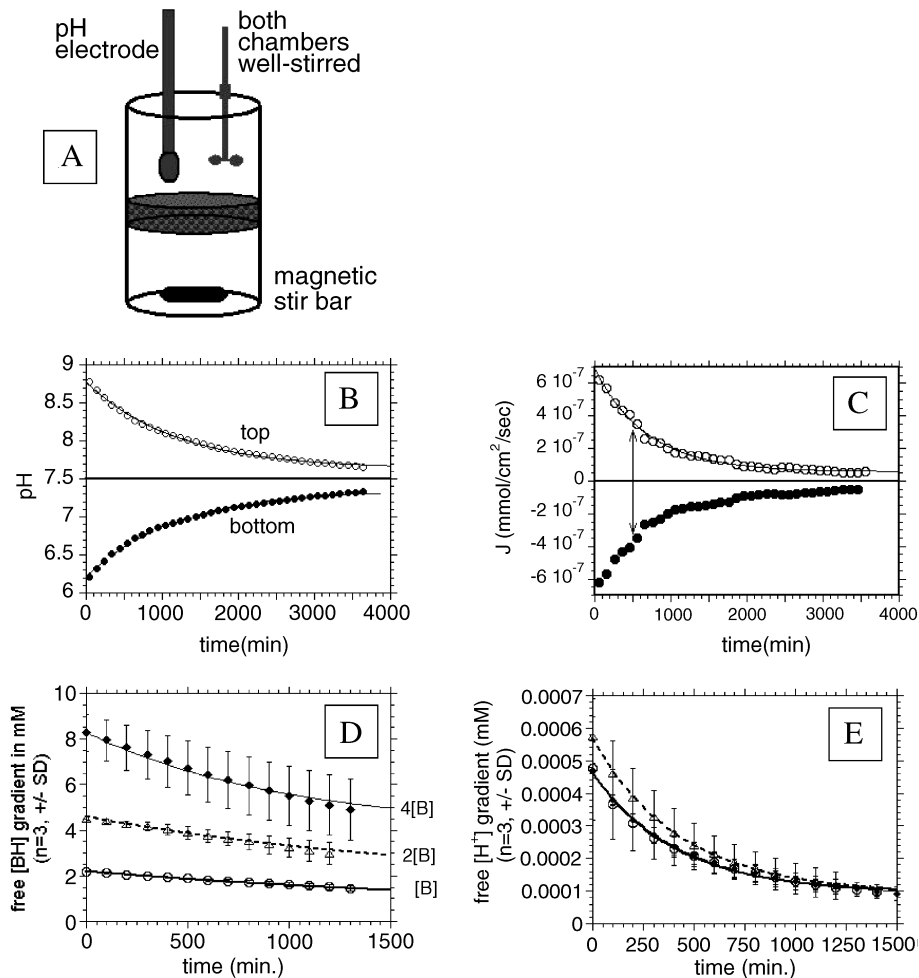 pH
electrode
both
chambers
well-stirred
A
magnetic
stir bar
9
8.5
8
7.5
7
6.5
6
pH
B
top
bottom
0
1000
2000
3000
4000
time(min)
6 10-7
4 10-7
2 10-7
0
-2 10-7
-4 10-7
-6 10-7
J (mmol/cm2/sec)
C
0
1000
2000
3000
4000
time(min)
10
8
6
4
2
0
free [BH] gradient in mM
(n=3, +/- SD)
D
4[B]
2[B]
[B]
0
500
1000
1500
time (min.)
0.0007
0.0006
0.0005
0.0004
0.0003
0.0002
0.0001
0
free [H+] gradient (mM)
(n=3, +/- SD)
E
0
250
500
750
1000
1250
1500
time (min.)